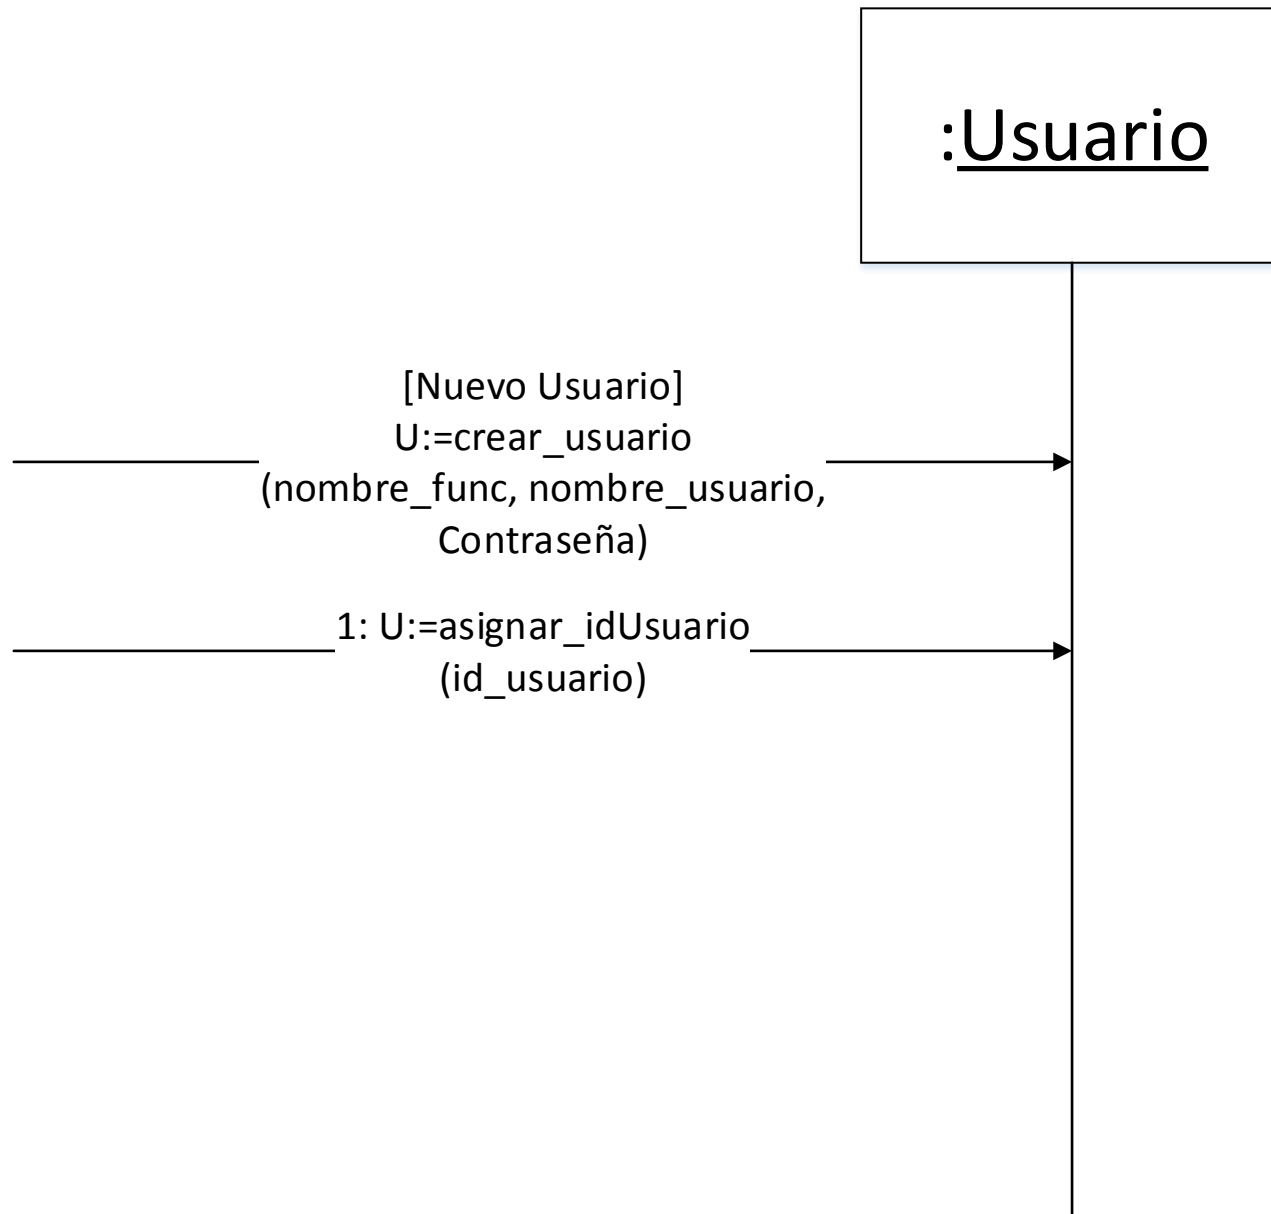 :Usuario
[Nuevo Usuario]
U:=crear_usuario
(nombre_func, nombre_usuario,
Contraseña)
1: U:=asignar_idUsuario
(id_usuario)